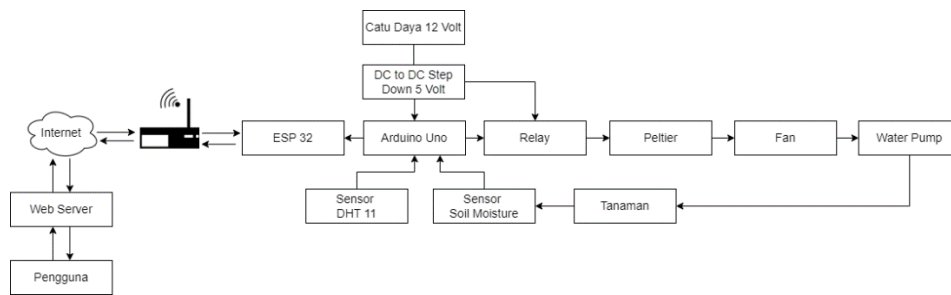 Catu Daya 12 Volt
DC to DC Step
Down 5 Volt
Internet
ESP 32
Arduino Uno
Relay
Peltier
Fan
Water Pump
Sensor
DHT 11
Sensor
Soil Moisture
Tanaman
Web Server
Pengguna